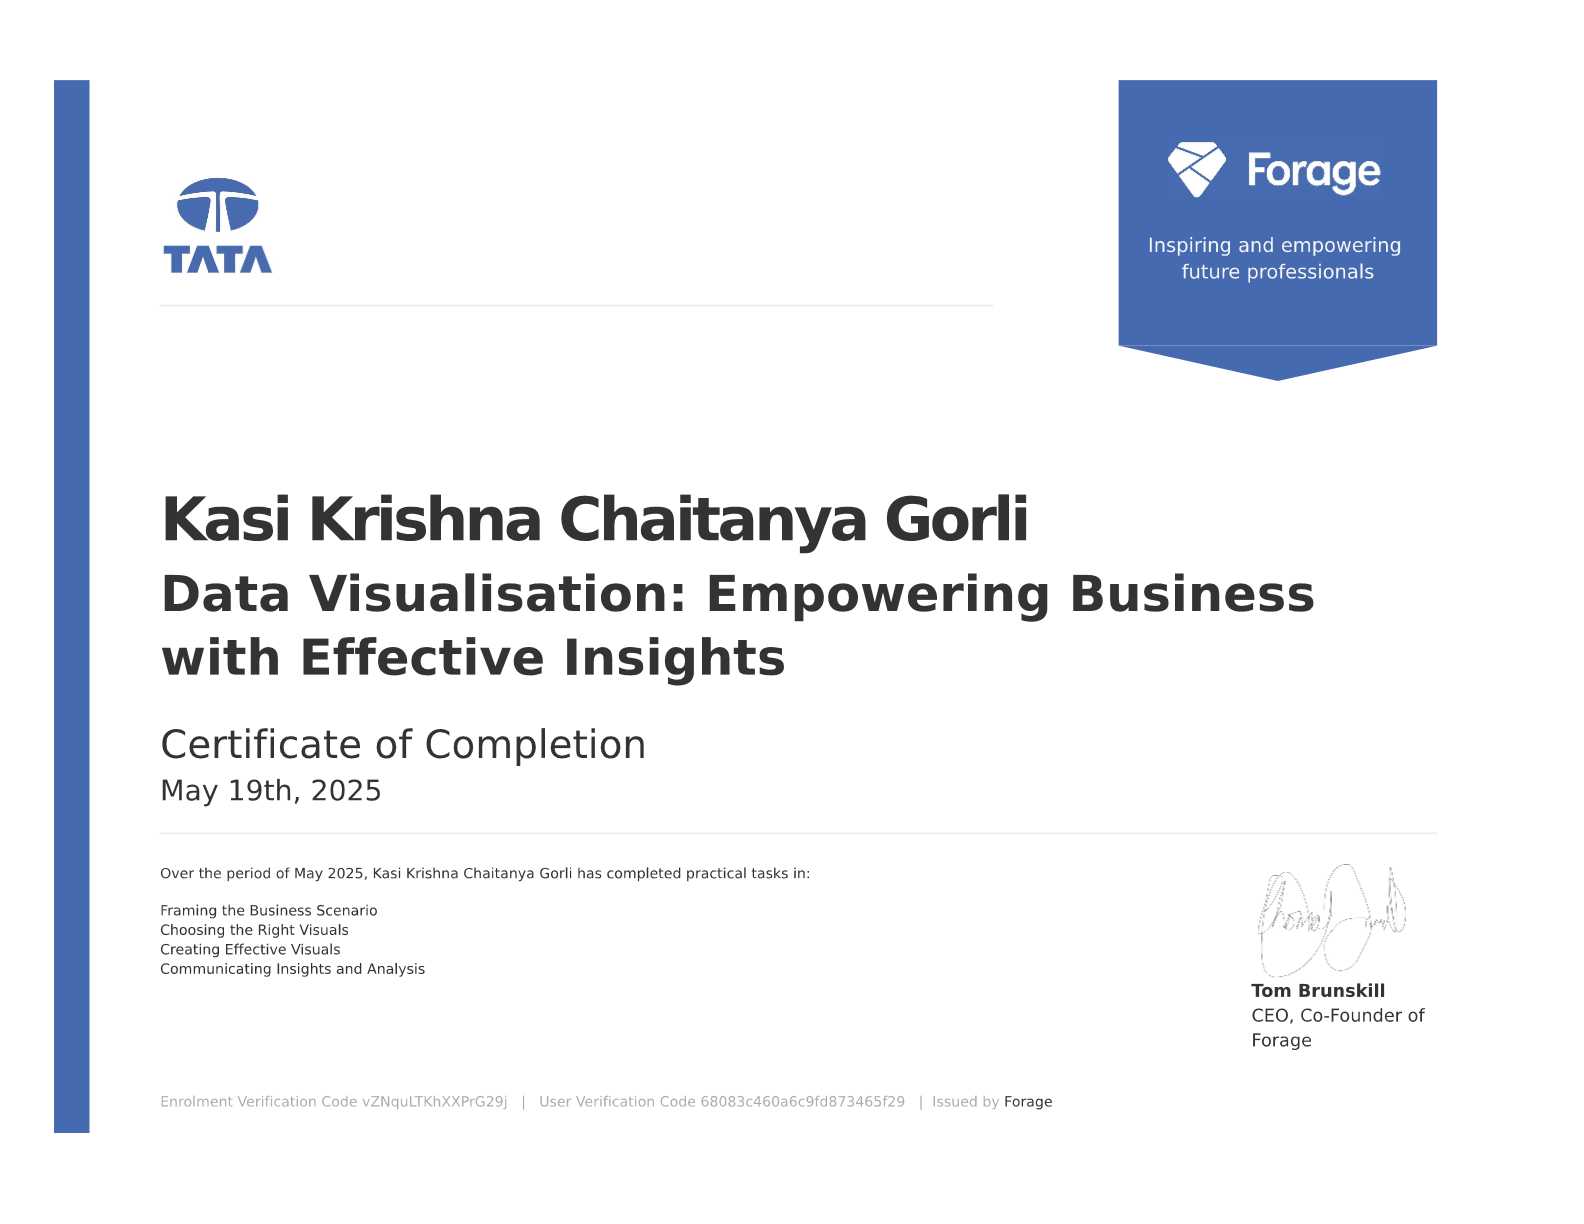 TATA
Forage
Inspiring and empowering
future professionals
Kasi Krishna Chaitanya Gorli
Data Visualisation: Empowering Business
with Effective Insights
Certificate of Completion
May 19th, 2025
Over the period of May 2025, Kasi Krishna Chaitanya Gorli has completed practical tasks in:
Framing the Business Scenario
Choosing the Right Visuals
Creating Effective Visuals
Communicating Insights and Analysis
Tom Brunskill
CEO, Co-Founder of
Forage
Enrolment Verification Code vZNquLTKhXXPrG29j | User Verification Code 68083c460a6c9fd873465f29 | Issued by Forage